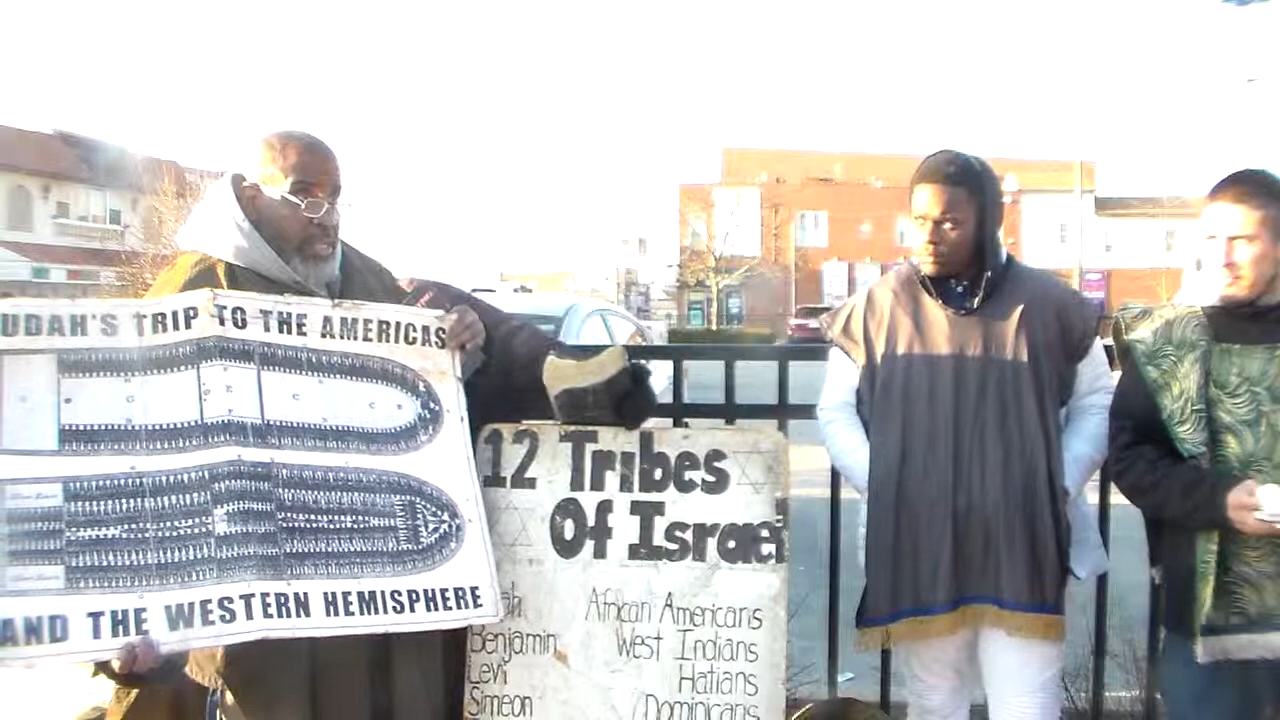 UDAH'S TRIP TO THE AMERICAS
AND THE WESTERN HEMISPHERE
12 Tribes
Of Israel
ah African Americans
Benjamin West Indians
Levi Hatians
Simeon Dominicans